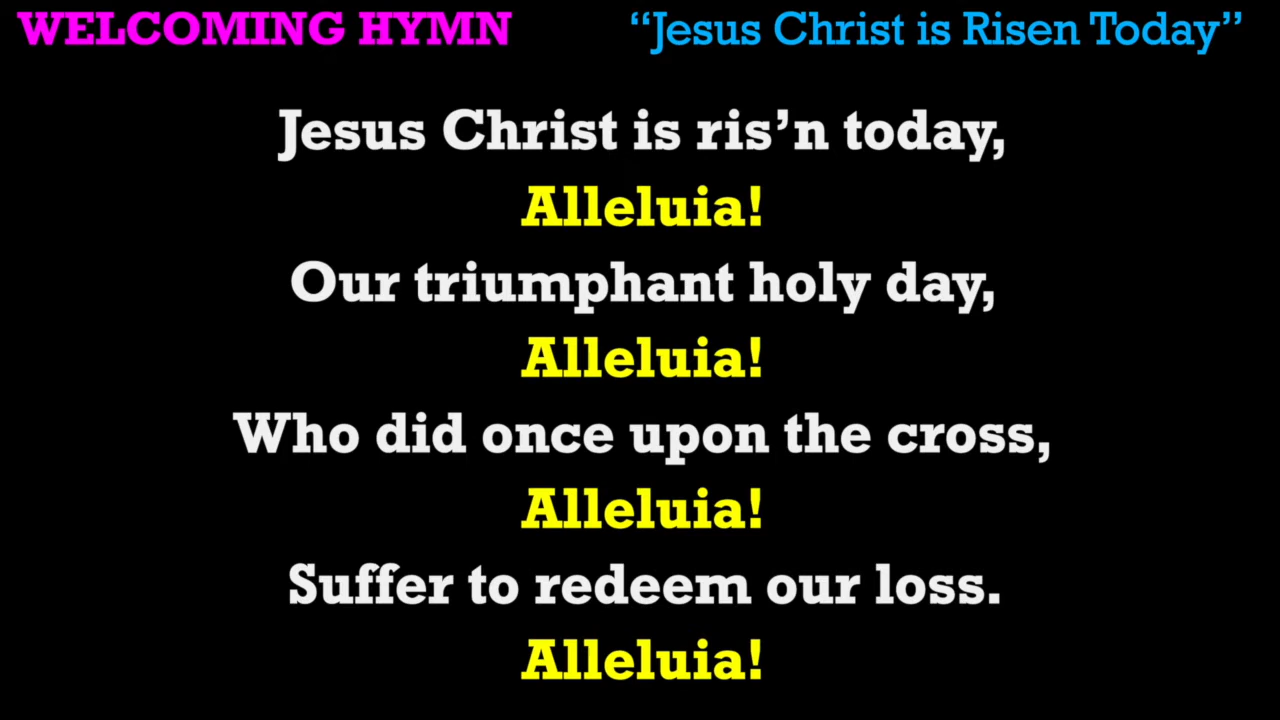 WELCOMING HYMN “Jesus Christ is Risen Today”
Jesus Christ is ris’n today,
Alleluia!
Our triumphant holy day,
Alleluia!
Who did once upon the cross,
Alleluia!
Suffer to redeem our loss.
Alleluia!